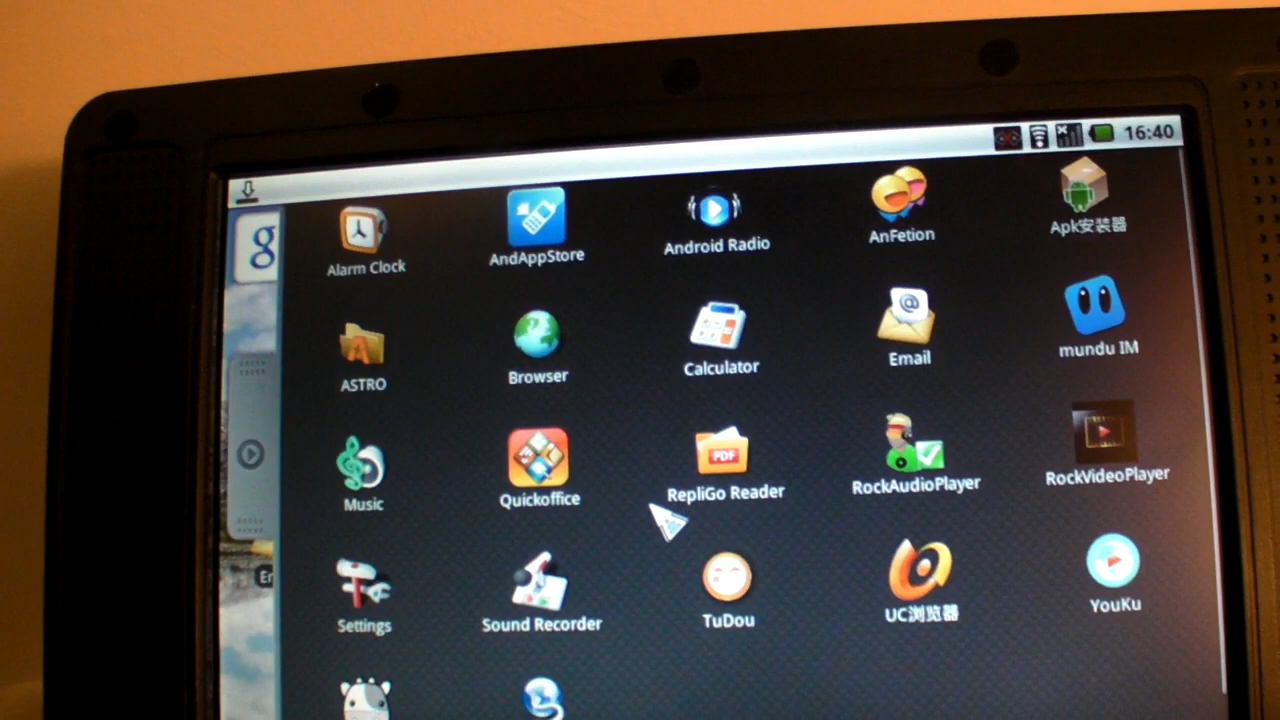 16:40
g
Alarm Clock
AndAppStore
Android Radio
AnFetion
Apk安装器
ASTRO
Browser
Calculator
Email
mundu IM
Music
Quickoffice
PDF
RepliGo Reader
RockAudioPlayer
RockVideoPlayer
En
Settings
Sound Recorder
TuDou
UC浏览器
YouKu